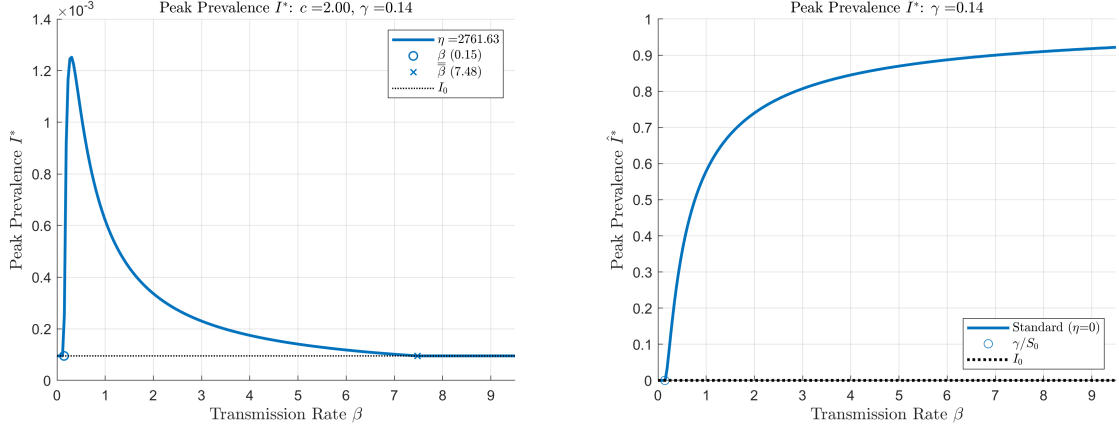 Peak Prevalence I*: c =2.00, γ =0.14
×10⁻³
1.4
1.2
1
0.8
0.6
0.4
0.2
0
Peak Prevalence I*
0 1 2 3 4 5 6 7 8 9
Transmission Rate β
η =2761.63
β (0.15)
β̿ (7.48)
I₀
Peak Prevalence I*: γ =0.14
1
0.9
0.8
0.7
0.6
0.5
0.4
0.3
0.2
0.1
0
Peak Prevalence Î*
0 1 2 3 4 5 6 7 8 9
Transmission Rate β
Standard (η=0)
γ/S₀
I₀